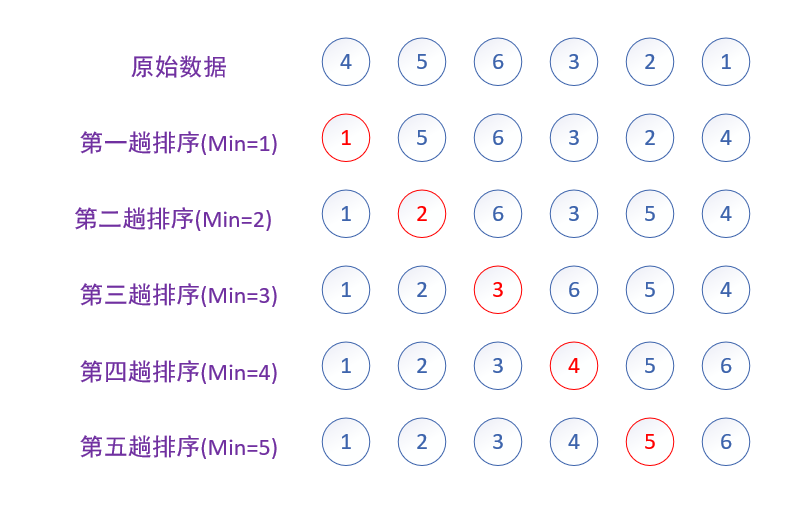 原始数据 4 5 6 3 2 1
第一趟排序(Min=1) 1 5 6 3 2 4
第二趟排序(Min=2) 1 2 6 3 5 4
第三趟排序(Min=3) 1 2 3 6 5 4
第四趟排序(Min=4) 1 2 3 4 5 6
第五趟排序(Min=5) 1 2 3 4 5 6